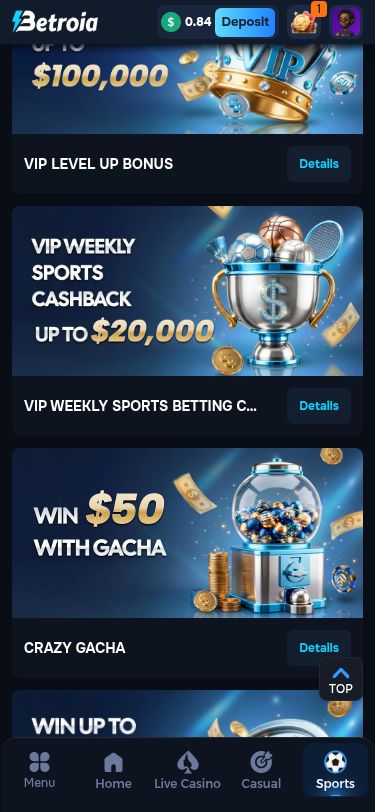 Betroia
$ 0.84 Deposit
1
UP TO
$100,000
VIP
VIP LEVEL UP BONUS
Details
VIP WEEKLY
SPORTS
CASHBACK
UP TO $20,000
$
VIP WEEKLY SPORTS BETTING C...
Details
WIN $50
WITH GACHA
CRAZY GACHA
Details
TOP
WIN UP TO
Menu
Home
Live Casino
Casual
Sports